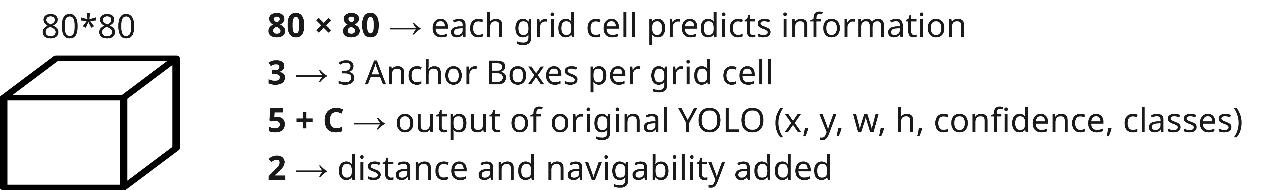 80*80
80 × 80 → each grid cell predicts information
3 → 3 Anchor Boxes per grid cell
5 + C → output of original YOLO (x, y, w, h, confidence, classes)
2 → distance and navigability added